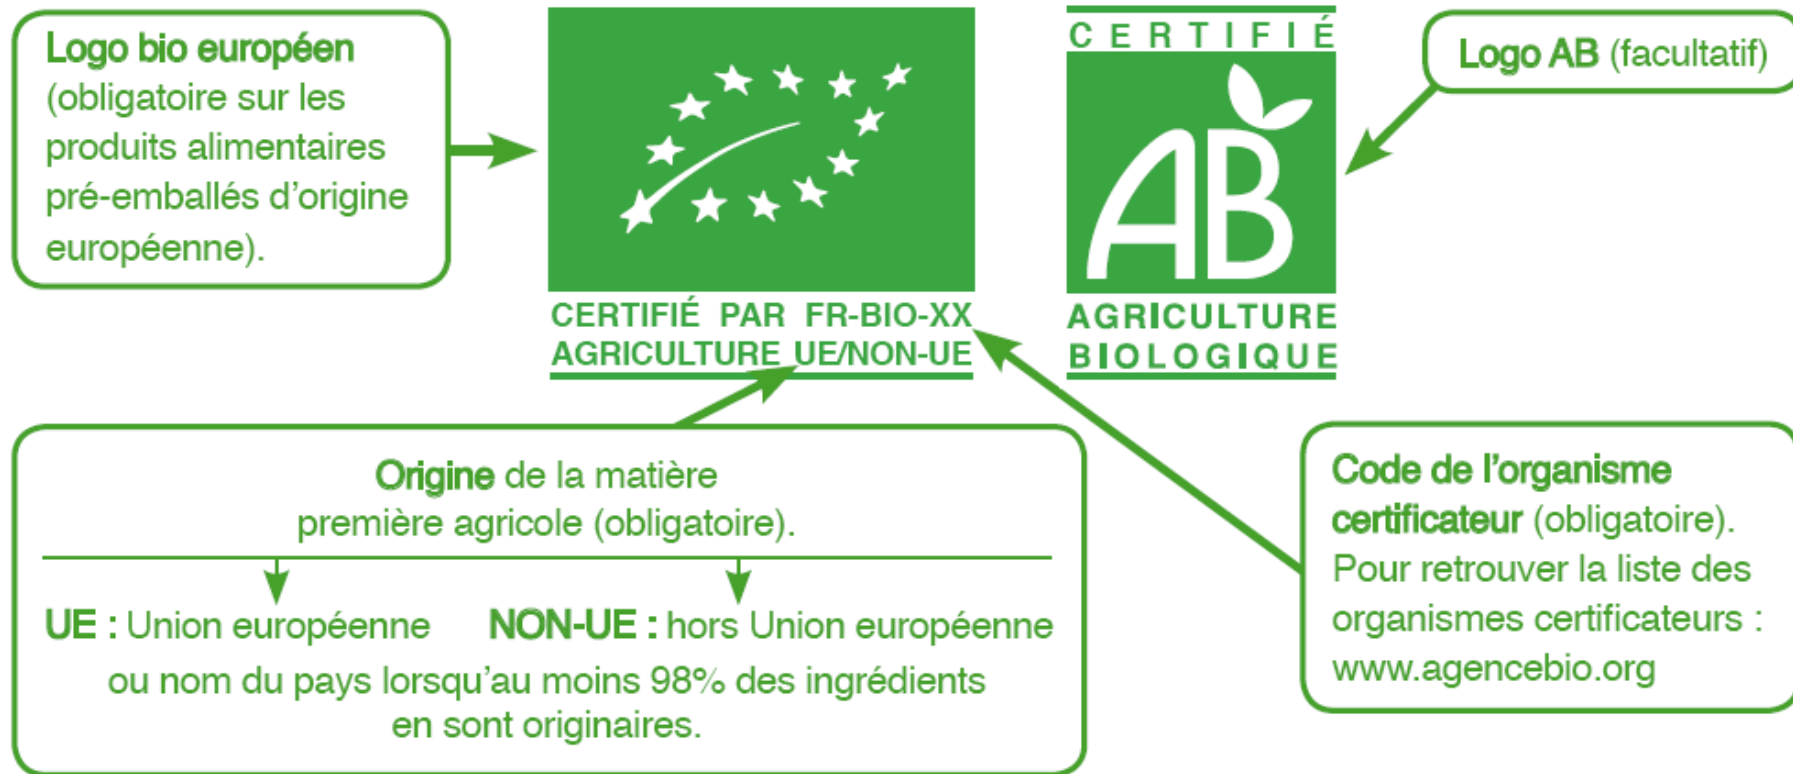 Logo bio européen
(obligatoire sur les
produits alimentaires
pré-emballés d'origine
européenne).
CERTIFIÉ PAR FR-BIO-XX
AGRICULTURE UE/NON-UE
CERTIFIÉ
AB
AGRICULTURE
BIOLOGIQUE
Logo AB (facultatif)
Origine de la matière
première agricole (obligatoire).
UE : Union européenne
NON-UE : hors Union européenne
ou nom du pays lorsqu'au moins 98% des ingrédients
en sont originaires.
Code de l'organisme
certificateur (obligatoire).
Pour retrouver la liste des
organismes certificateurs :
www.agencebio.org